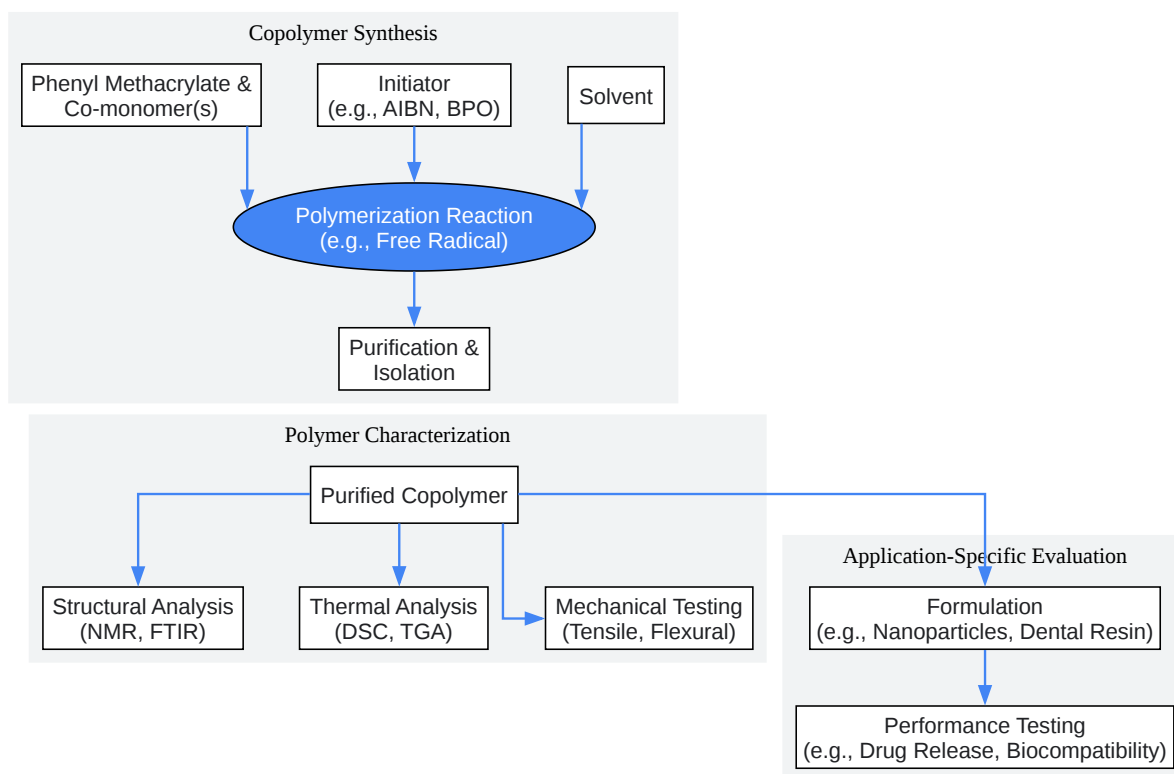 Copolymer Synthesis
Phenyl Methacrylate &
Co-monomer(s)
Initiator
(e.g., AIBN, BPO)
Solvent
Polymerization Reaction
(e.g., Free Radical)
Purification &
Isolation
Polymer Characterization
Purified Copolymer
Structural Analysis
(NMR, FTIR)
Thermal Analysis
(DSC, TGA)
Mechanical Testing
(Tensile, Flexural)
Application-Specific Evaluation
Formulation
(e.g., Nanoparticles, Dental Resin)
Performance Testing
(e.g., Drug Release, Biocompatibility)